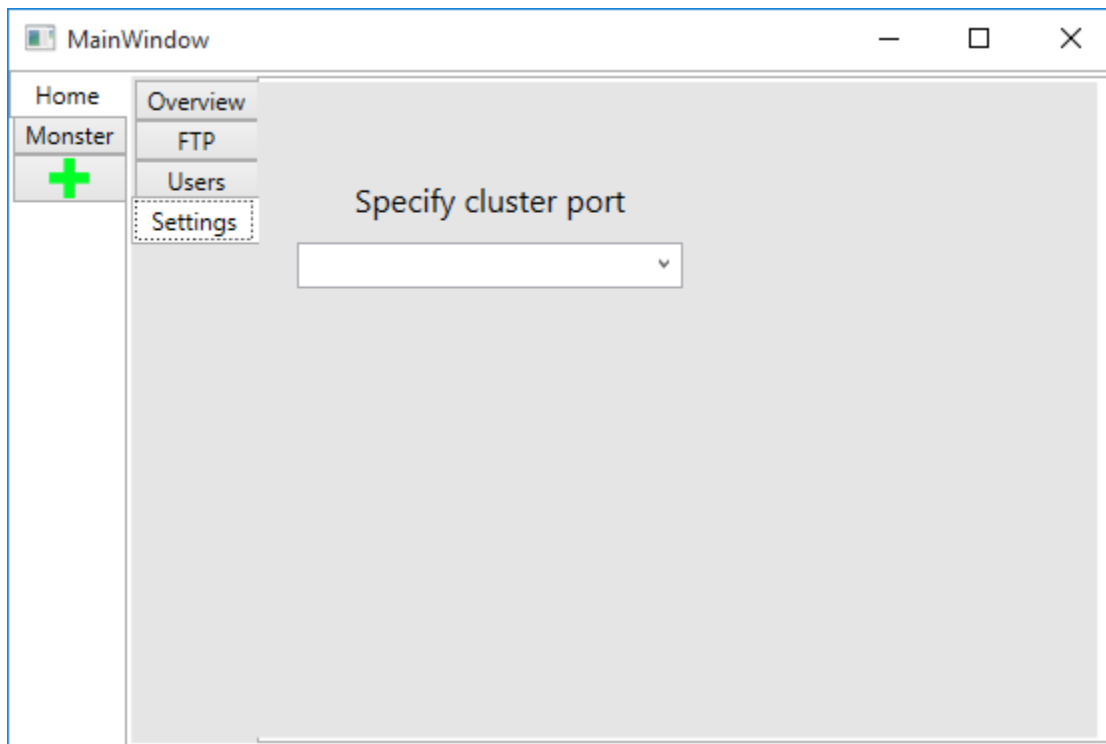 MainWindow
Home
Monster
Overview
FTP
Users
Settings
Specify cluster port